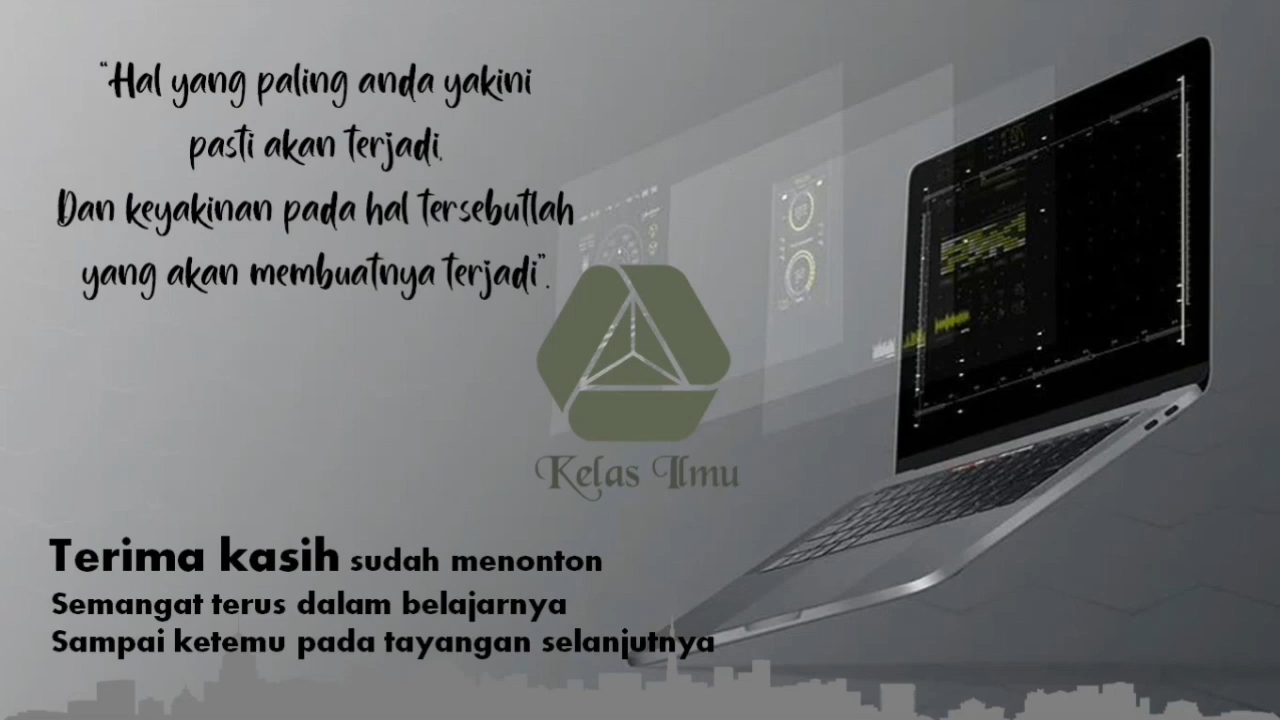 "Hal yang paling anda yakini
pasti akan terjadi.
Dan keyakinan pada hal tersebutlah
yang akan membuatnya terjadi".
Kelas Ilmu
Terima kasih sudah menonton
Semangat terus dalam belajarnya
Sampai ketemu pada tayangan selanjutnya